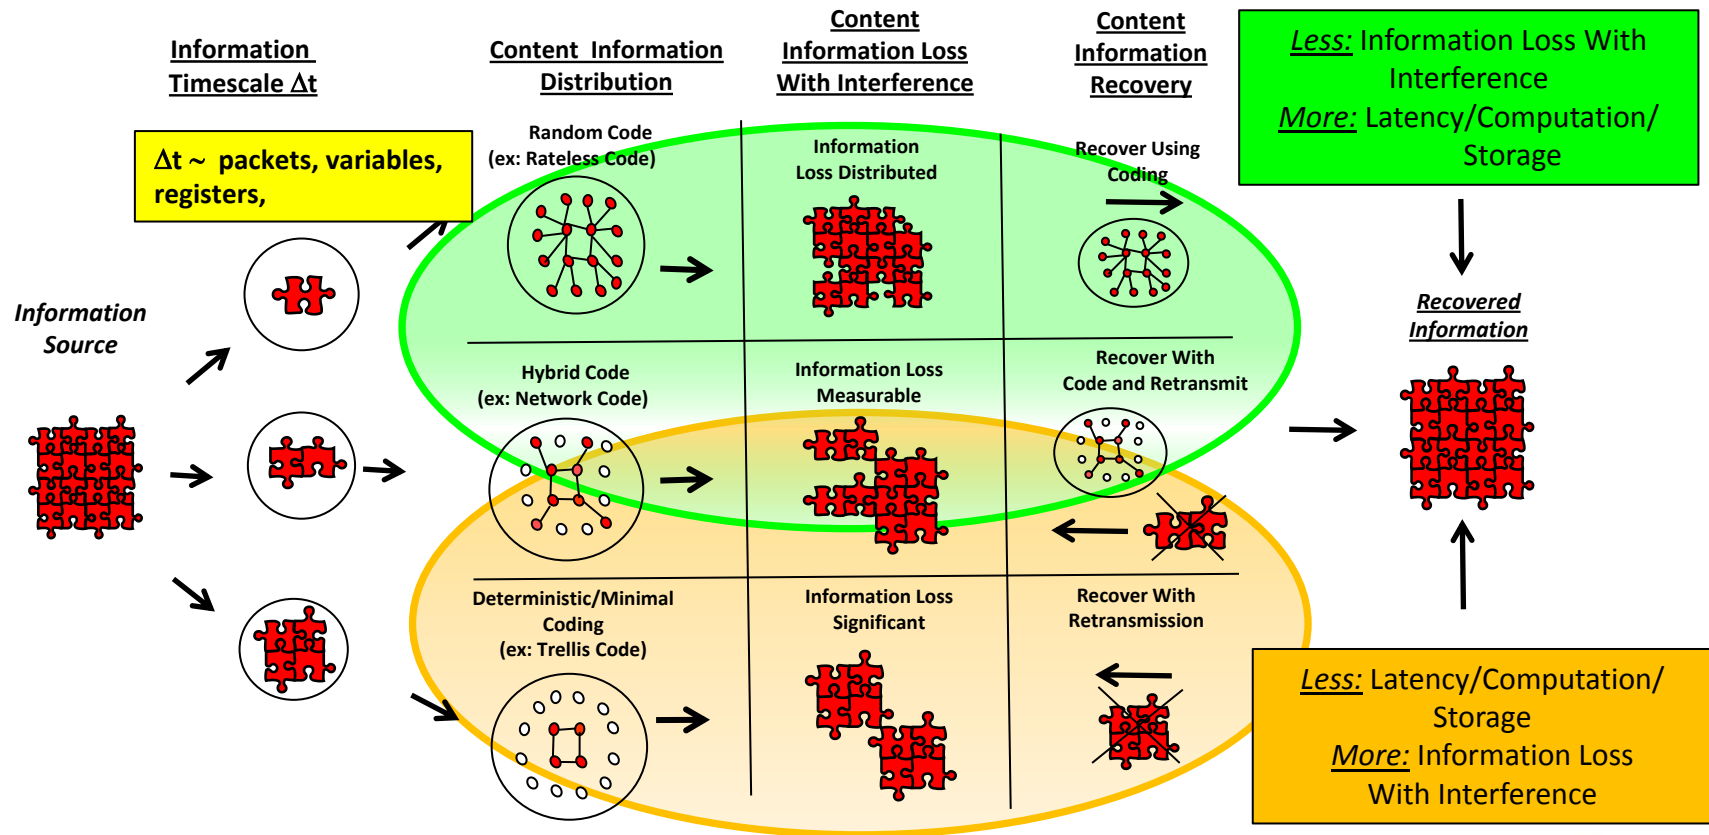 Information
Timescale Δt
Content Information
Distribution
Content
Information Loss
With Interference
Content
Information
Recovery
Less: Information Loss With
Interference
More: Latency/Computation/
Storage
Δt ~ packets, variables,
registers,
Random Code
(ex: Rateless Code)
Information
Loss Distributed
Recover Using
Coding
Information
Source
Recovered
Information
Hybrid Code
(ex: Network Code)
Information Loss
Measurable
Recover With
Code and Retransmit
Deterministic/Minimal
Coding
(ex: Trellis Code)
Information Loss
Significant
Recover With
Retransmission
Less: Latency/Computation/
Storage
More: Information Loss
With Interference